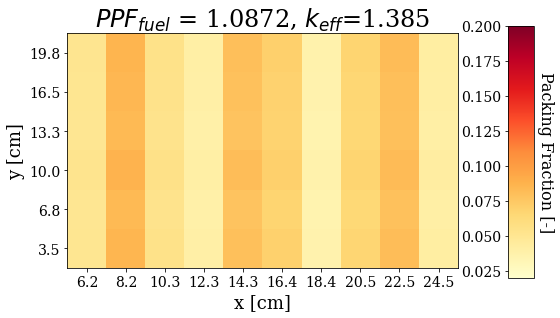 PPF_fuel = 1.0872, k_eff=1.385
y [cm]
19.8
16.5
13.3
10.0
6.8
3.5
6.2 8.2 10.3 12.3 14.3 16.4 18.4 20.5 22.5 24.5
x [cm]
0.200
0.175
0.150
0.125
0.100
0.075
0.050
0.025
Packing Fraction [-]